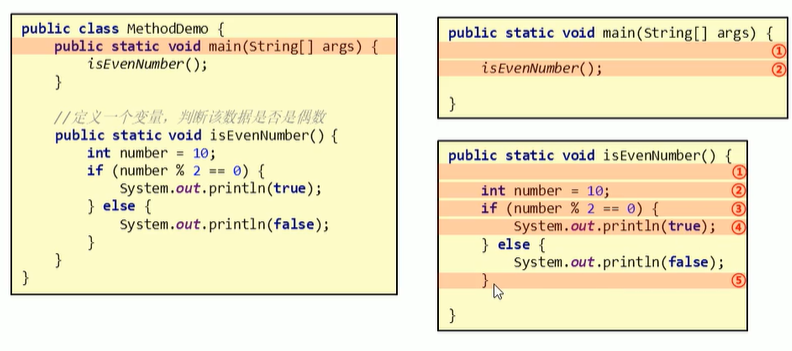 public class MethodDemo {
public static void main(String[] args) {
isEvenNumber();
}
//定义一个变量，判断该数据是否是偶数
public static void isEvenNumber() {
int number = 10;
if (number % 2 == 0) {
System.out.println(true);
} else {
System.out.println(false);
}
}
}
public static void main(String[] args) {
①
isEvenNumber(); ②
}
public static void isEvenNumber() {
①
int number = 10; ②
if (number % 2 == 0) { ③
System.out.println(true); ④
} else {
System.out.println(false);
} ⑤
}